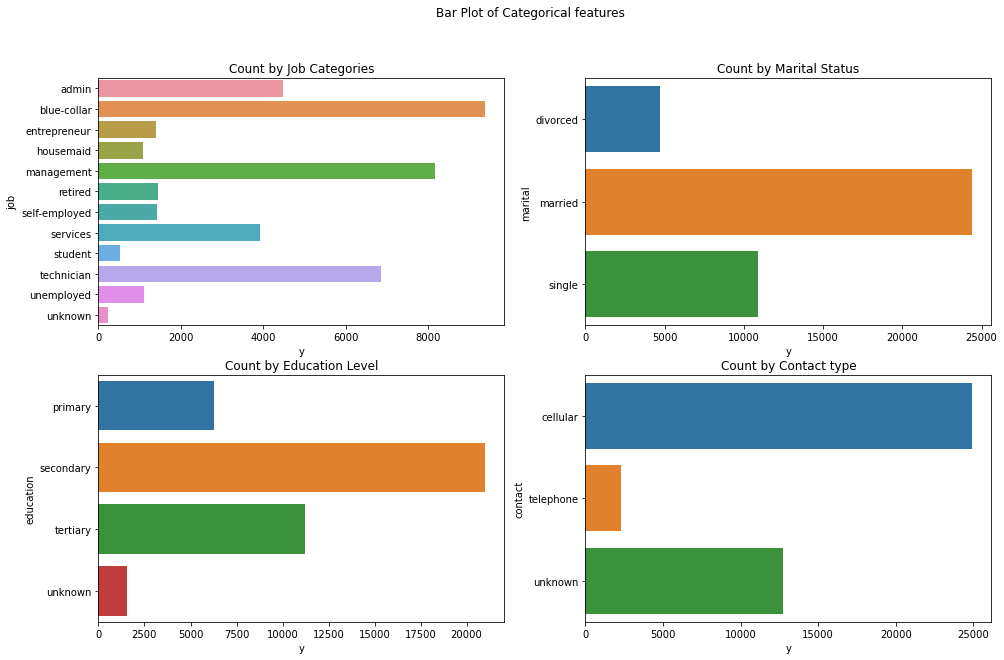 Bar Plot of Categorical features
Count by Job Categories
job
admin
blue-collar
entrepreneur
housemaid
management
retired
self-employed
services
student
technician
unemployed
unknown
0 2000 4000 6000 8000
y
Count by Marital Status
marital
divorced
married
single
0 5000 10000 15000 20000 25000
y
Count by Education Level
education
primary
secondary
tertiary
unknown
0 2500 5000 7500 10000 12500 15000 17500 20000
y
Count by Contact type
contact
cellular
telephone
unknown
0 5000 10000 15000 20000 25000
y